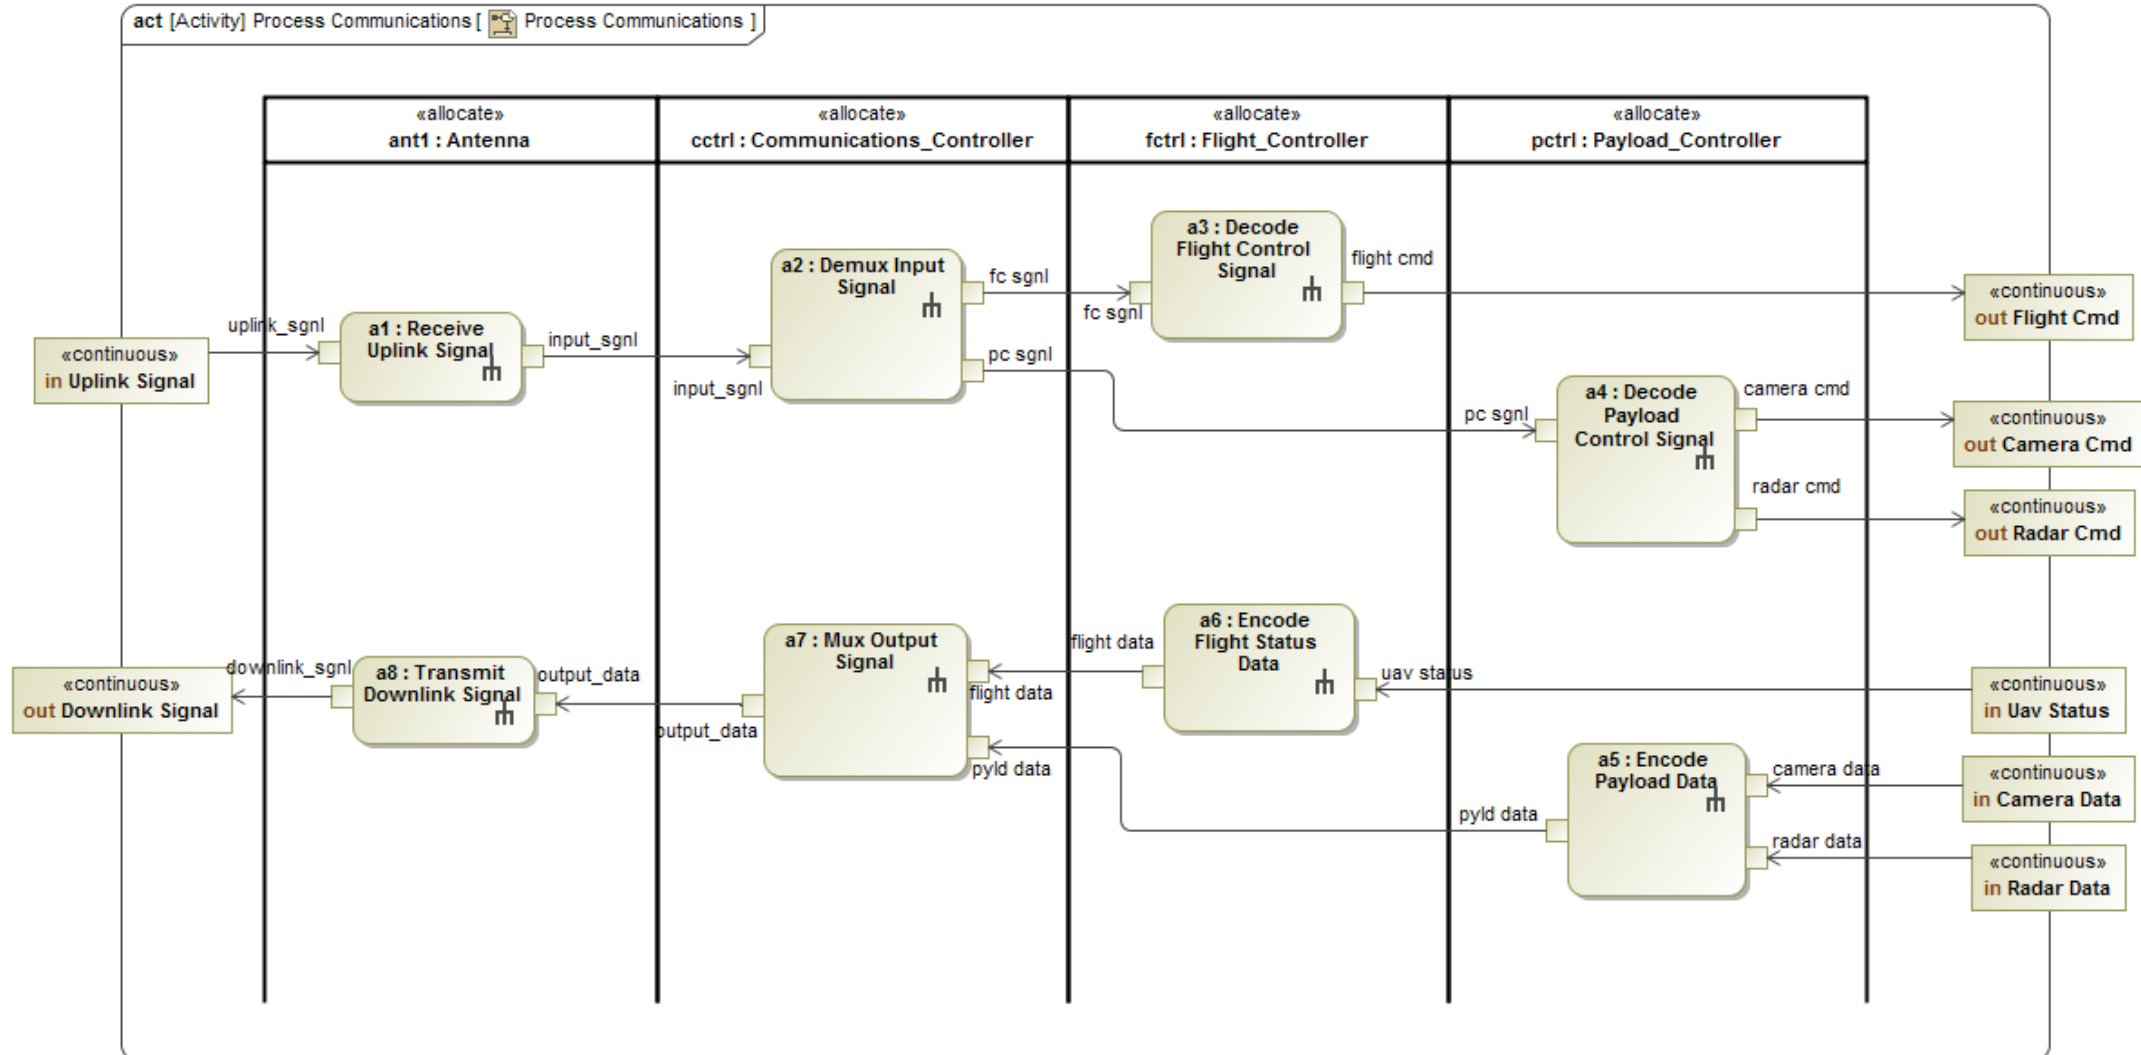 act [Activity] Process Communications [ Process Communications ]
«allocate»
ant1 : Antenna
«allocate»
cctrl : Communications_Controller
«allocate»
fctrl : Flight_Controller
«allocate»
pctrl : Payload_Controller
«continuous»
in Uplink Signal
uplink_sgnl
a1 : Receive
Uplink Signal
input_sgnl
input_sgnl
a2 : Demux Input
Signal
fc sgnl
pc sgnl
fc sgnl
a3 : Decode
Flight Control
Signal
flight cmd
«continuous»
out Flight Cmd
pc sgnl
a4 : Decode
Payload
Control Signal
camera cmd
«continuous»
out Camera Cmd
radar cmd
«continuous»
out Radar Cmd
«continuous»
out Downlink Signal
downlink_sgnl
a8 : Transmit
Downlink Signal
output_data
output_data
a7 : Mux Output
Signal
flight data
flight data
pyld data
a6 : Encode
Flight Status
Data
uav status
«continuous»
in Uav Status
pyld data
a5 : Encode
Payload Data
camera data
«continuous»
in Camera Data
radar data
«continuous»
in Radar Data